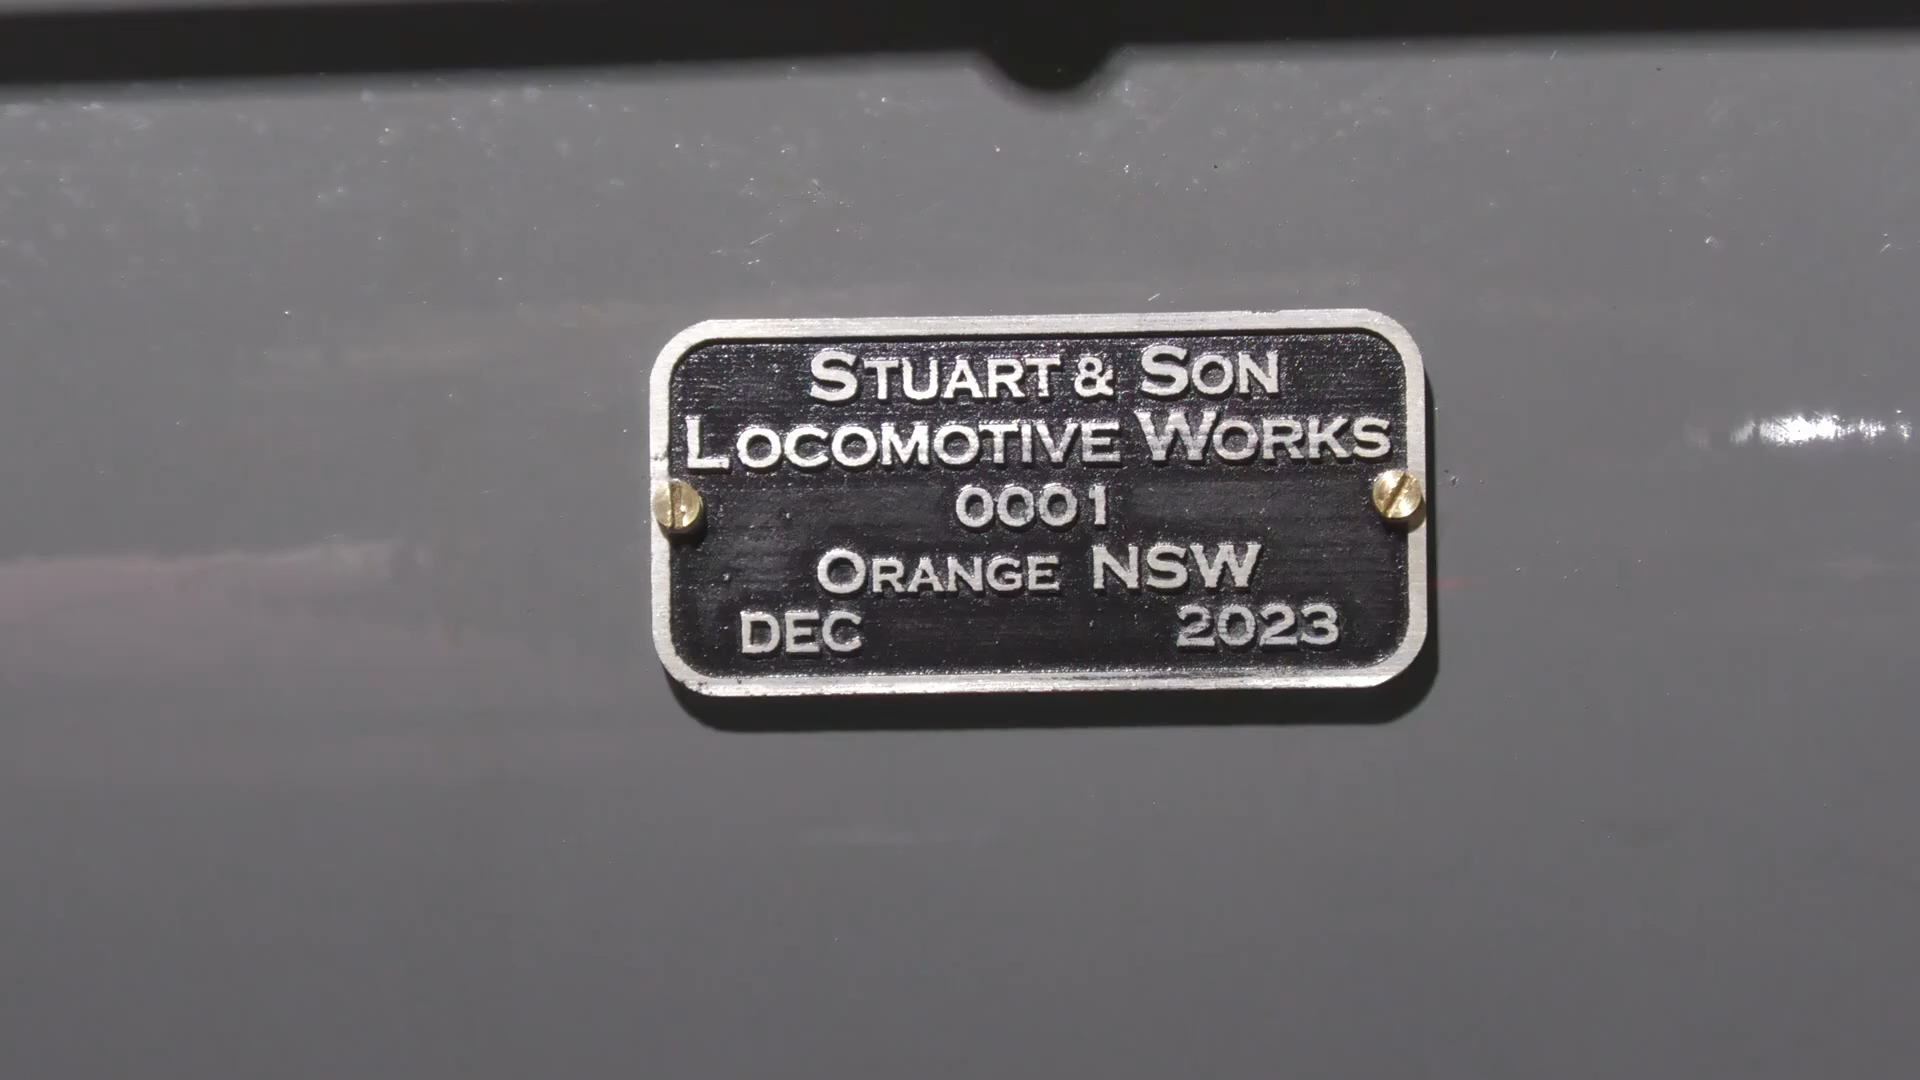 STUART & SON
LOCOMOTIVE WORKS
0001
ORANGE NSW
DEC 2023